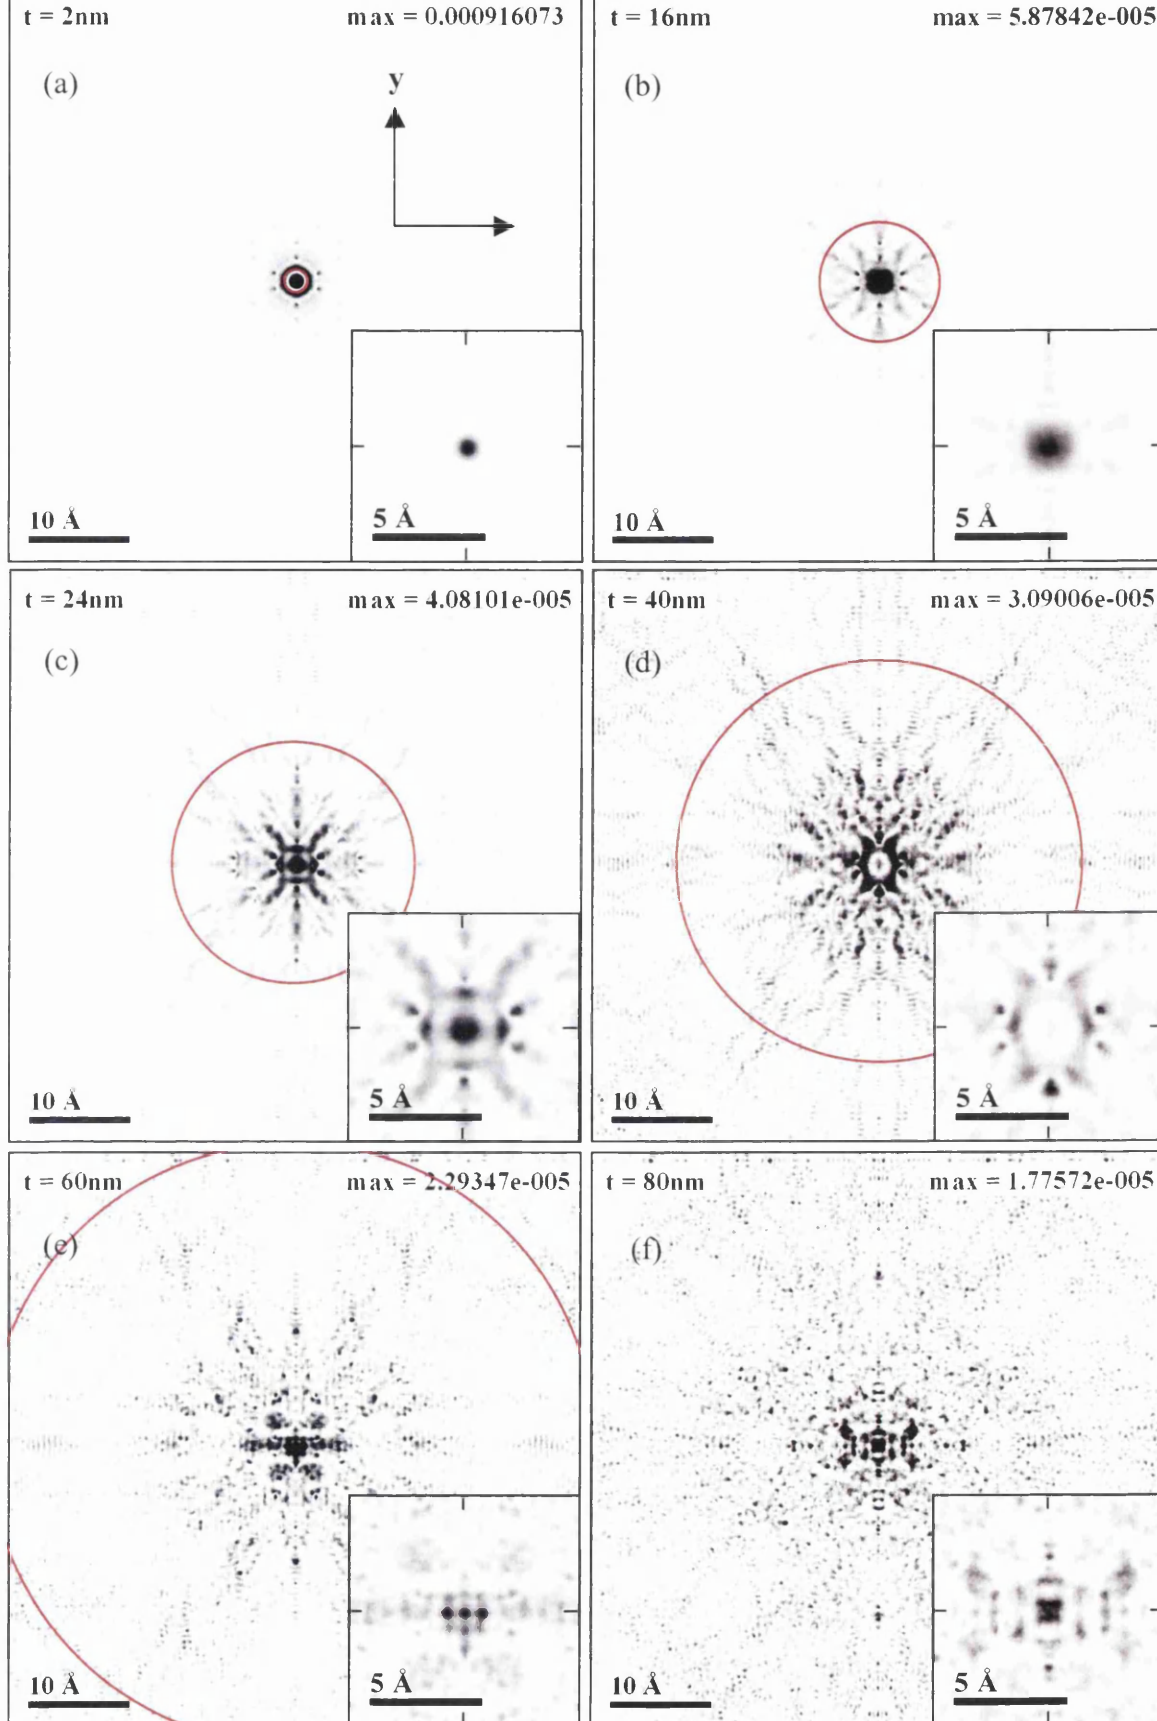 t = 2nm max = 0.000916073
(a)
y
10 Å
5 Å
t = 16nm max = 5.87842e-005
(b)
10 Å
5 Å
t = 24nm max = 4.08101e-005
(c)
10 Å
5 Å
t = 40nm max = 3.09006e-005
(d)
10 Å
5 Å
t = 60nm max = 2.29347e-005
(e)
10 Å
5 Å
t = 80nm max = 1.77572e-005
(f)
10 Å
5 Å